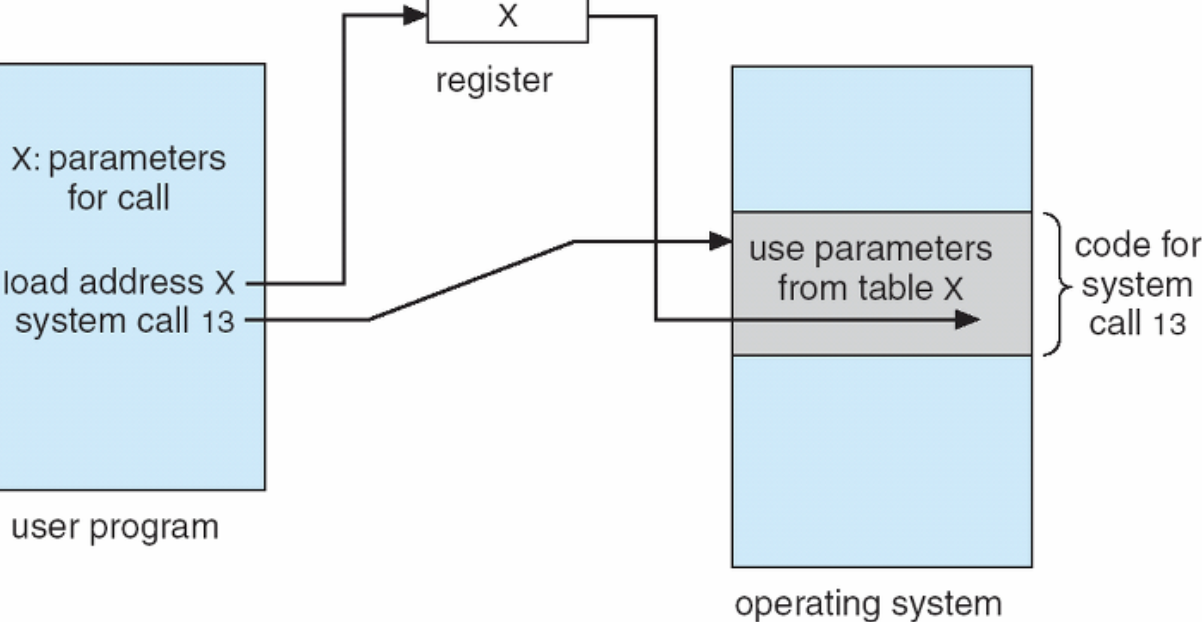 X
register
X: parameters
for call
load address X
system call 13
user program
use parameters
from table X
code for
system
call 13
operating system